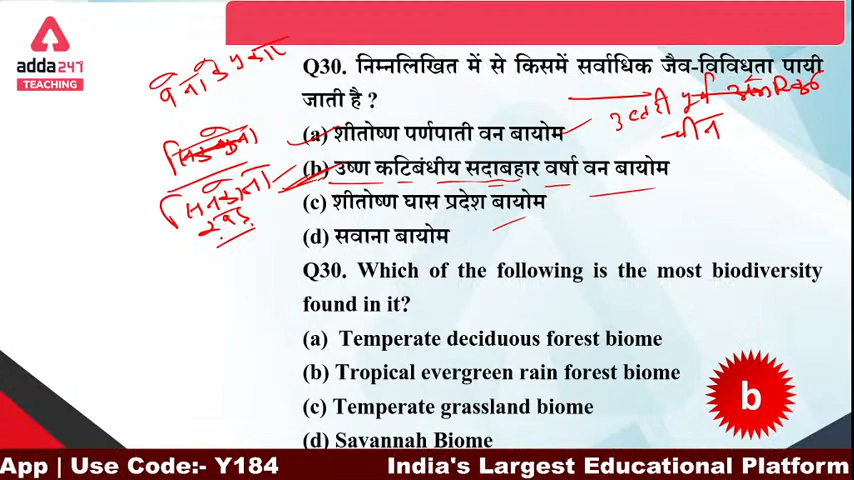 adda247
TEACHING
Q30. निम्नलिखित में से किसमें सर्वाधिक जैव-विविधता पायी
जाती है ?
(a) शीतोष्ण पर्णपाती वन बायोम
(b) उष्ण कटिबंधीय सदाबहार वर्षा वन बायोम
(c) शीतोष्ण घास प्रदेश बायोम
(d) सवाना बायोम
उत्तरी पूर्व
चीन
Q30. Which of the following is the most biodiversity
found in it?
(a) Temperate deciduous forest biome
(b) Tropical evergreen rain forest biome
(c) Temperate grassland biome
(d) Savannah Biome
b
App | Use Code:- Y184 India's Largest Educational Platform